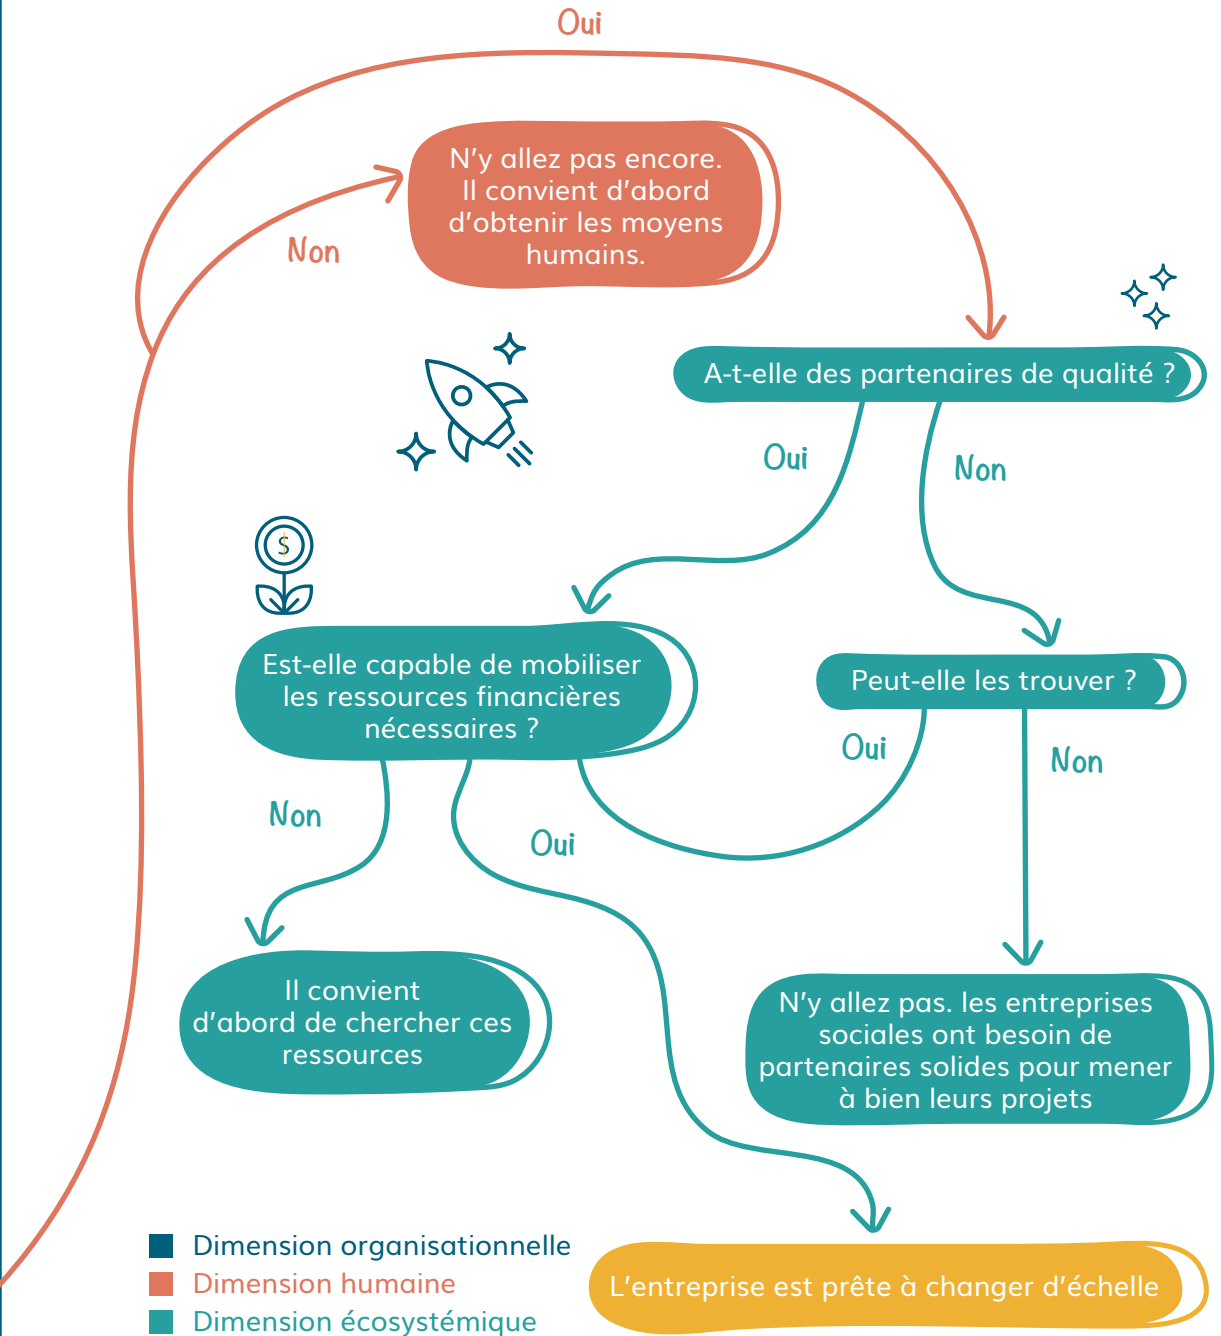 Oui
N'y allez pas encore.
Il convient d'abord
d'obtenir les moyens
humains.
Non
A-t-elle des partenaires de qualité ?
Oui
Non
$
Est-elle capable de mobiliser
les ressources financières
nécessaires ?
Peut-elle les trouver ?
Oui
Non
Non
Oui
Il convient
d'abord de chercher ces
ressources
N'y allez pas. les entreprises
sociales ont besoin de
partenaires solides pour mener
à bien leurs projets
Dimension organisationnelle
Dimension humaine
Dimension écosystémique
L'entreprise est prête à changer d'échelle